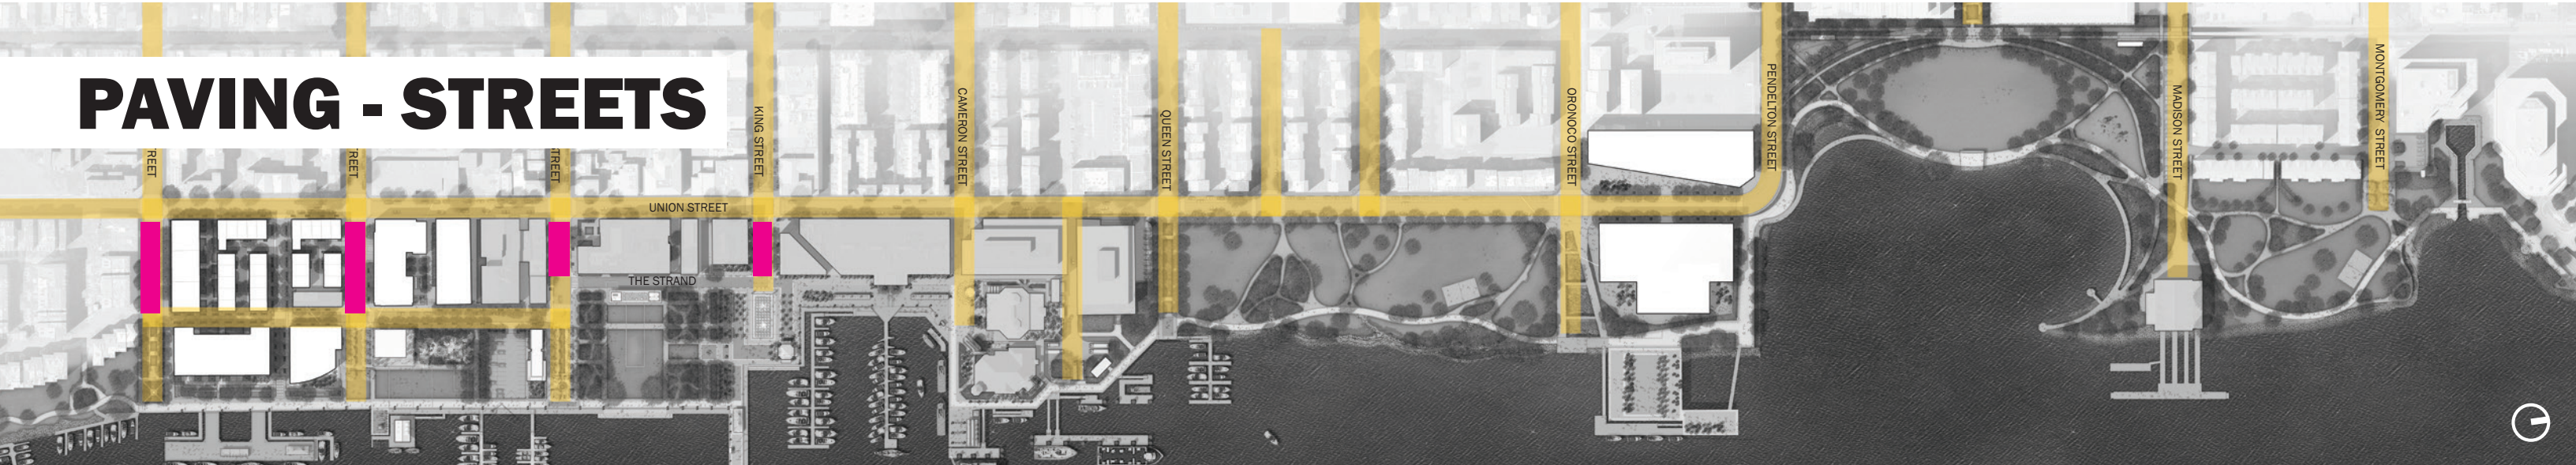 PAVING - STREETS
KING STREET
CAMERON STREET
QUEEN STREET
ORONOCO STREET
PENDELTON STREET
MADISON STREET
MONTGOMERY STREET
UNION STREET
THE STRAND